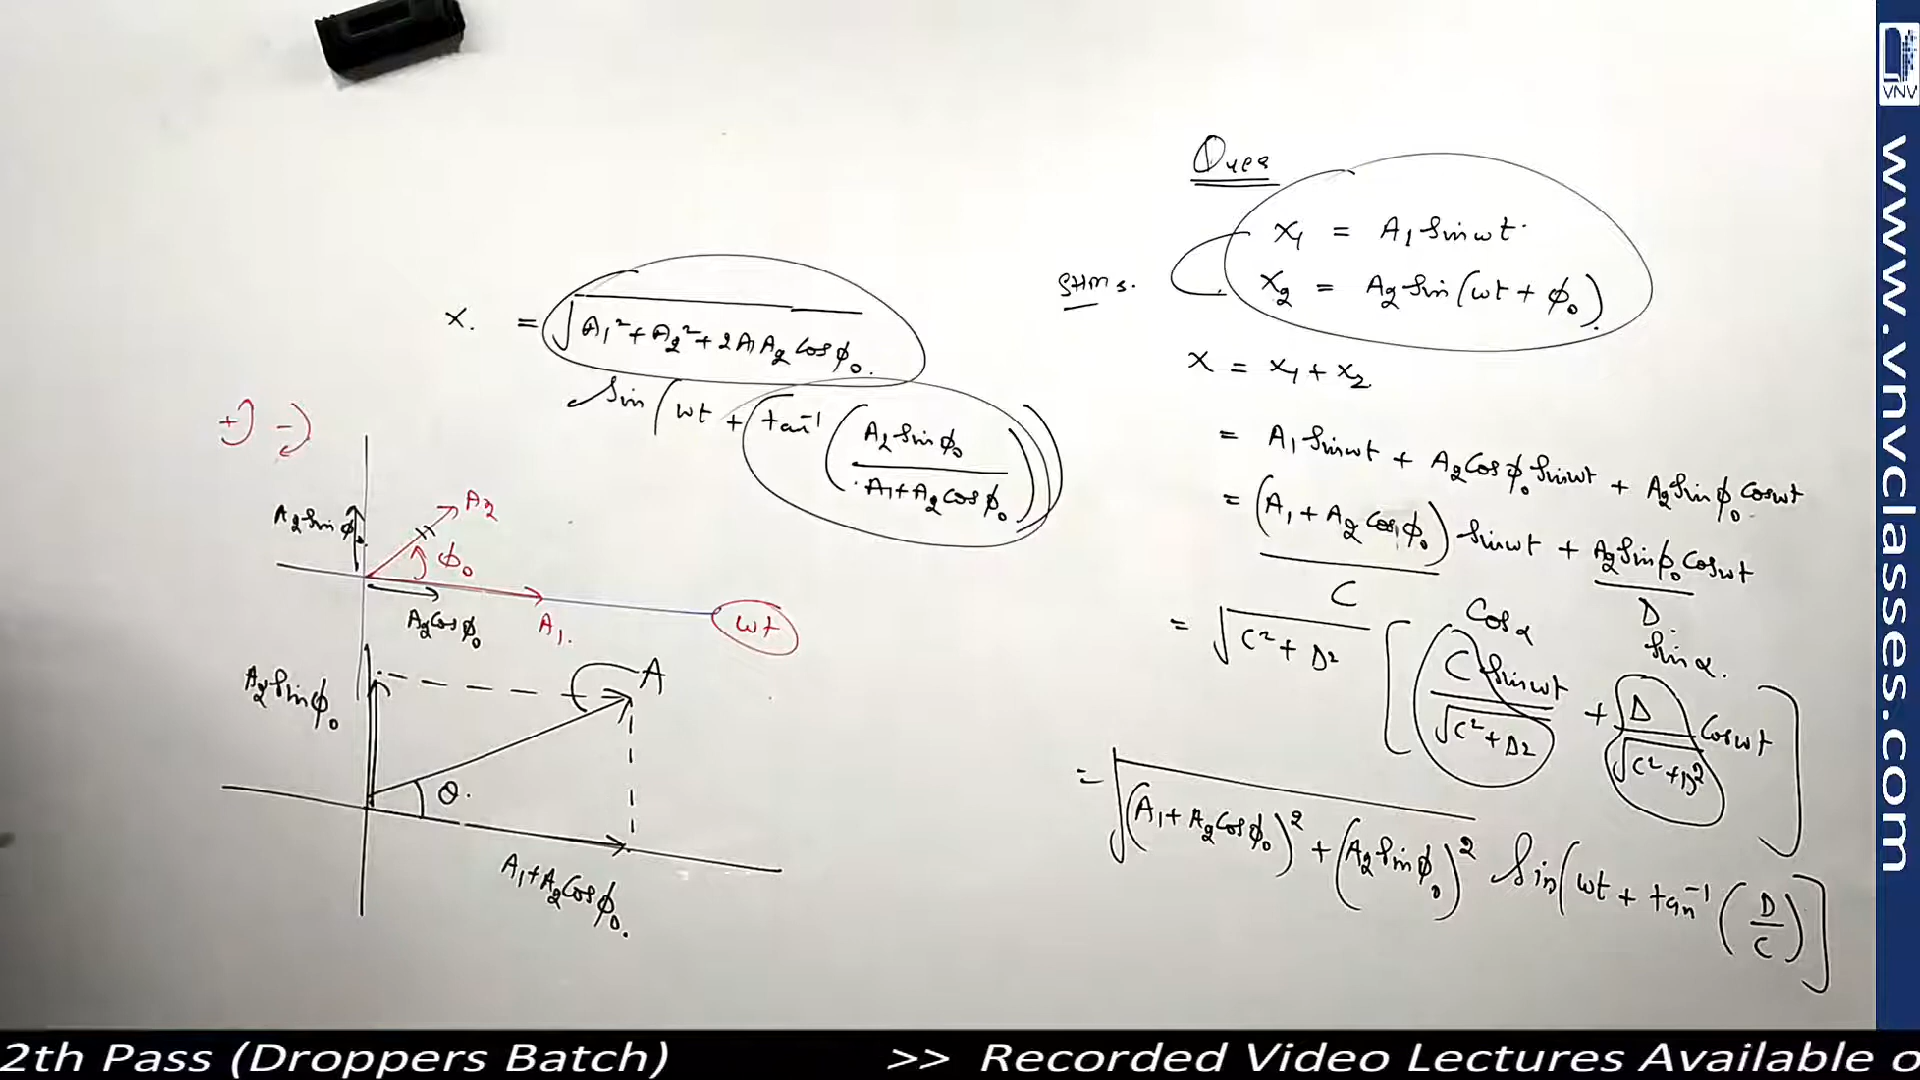 Ques
x₁ = A₁ sin ωt
SHMs.
x₂ = A₂ sin(ωt + φ₀).
x = x₁ + x₂
= A₁ sin ωt + A₂ cos φ₀ sin ωt + A₂ sin φ₀ cos ωt
= (A₁ + A₂ cos φ₀) sin ωt + A₂ sin φ₀ cos ωt
C
D
cos α
sin α.
= √(C² + D²) [C sin ωt / √(C² + D²) + D / √(C² + D²) cos ωt]
= √((A₁ + A₂ cos φ₀)² + (A₂ sin φ₀)²) sin(ωt + tan⁻¹(D/C)]
x. = √(A₁² + A₂² + 2A₁A₂ cos φ₀.)
sin(ωt + tan⁻¹(A₂ sin φ₀ / A₁ + A₂ cos φ₀))
+) -)
A₂
A₂ sin φ₀
φ₀
A₂ cos φ₀
A₁.
ωt
A₂ sin φ₀
A
θ.
A₁ + A₂ cos φ₀.
VNV
www.vnvclasses.com
2th Pass (Droppers Batch) >> Recorded Video Lectures Available o